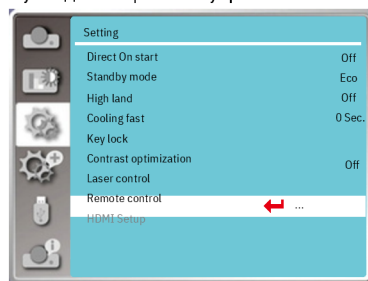 Setting
Direct On start Off
Standby mode Eco
High land Off
Cooling fast 0 Sec.
Key lock
Contrast optimization Off
Laser control
Remote control ...
HDMI Setup